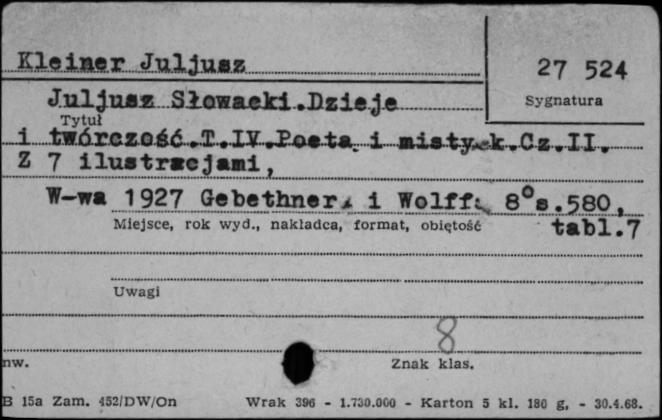 Kleiner Juljusz
27 524
Sygnatura
Juljusz Słowacki.Dzieje
Tytuł
i twórczość.T.IV.Poeta i mistyk.Cz.II.
Z 7 ilustracjami,
W-wa 1927 Gebethner i Wolff. 8°s.580,
Miejsce, rok wyd., nakładca, format, obiętość
tabl.7
Uwagi
8
nw.
Znak klas.
B 15a Zam. 452/DW/On Wrak 396 - 1.730.000 - Karton 5 kl. 180 g, - 30.4.68.